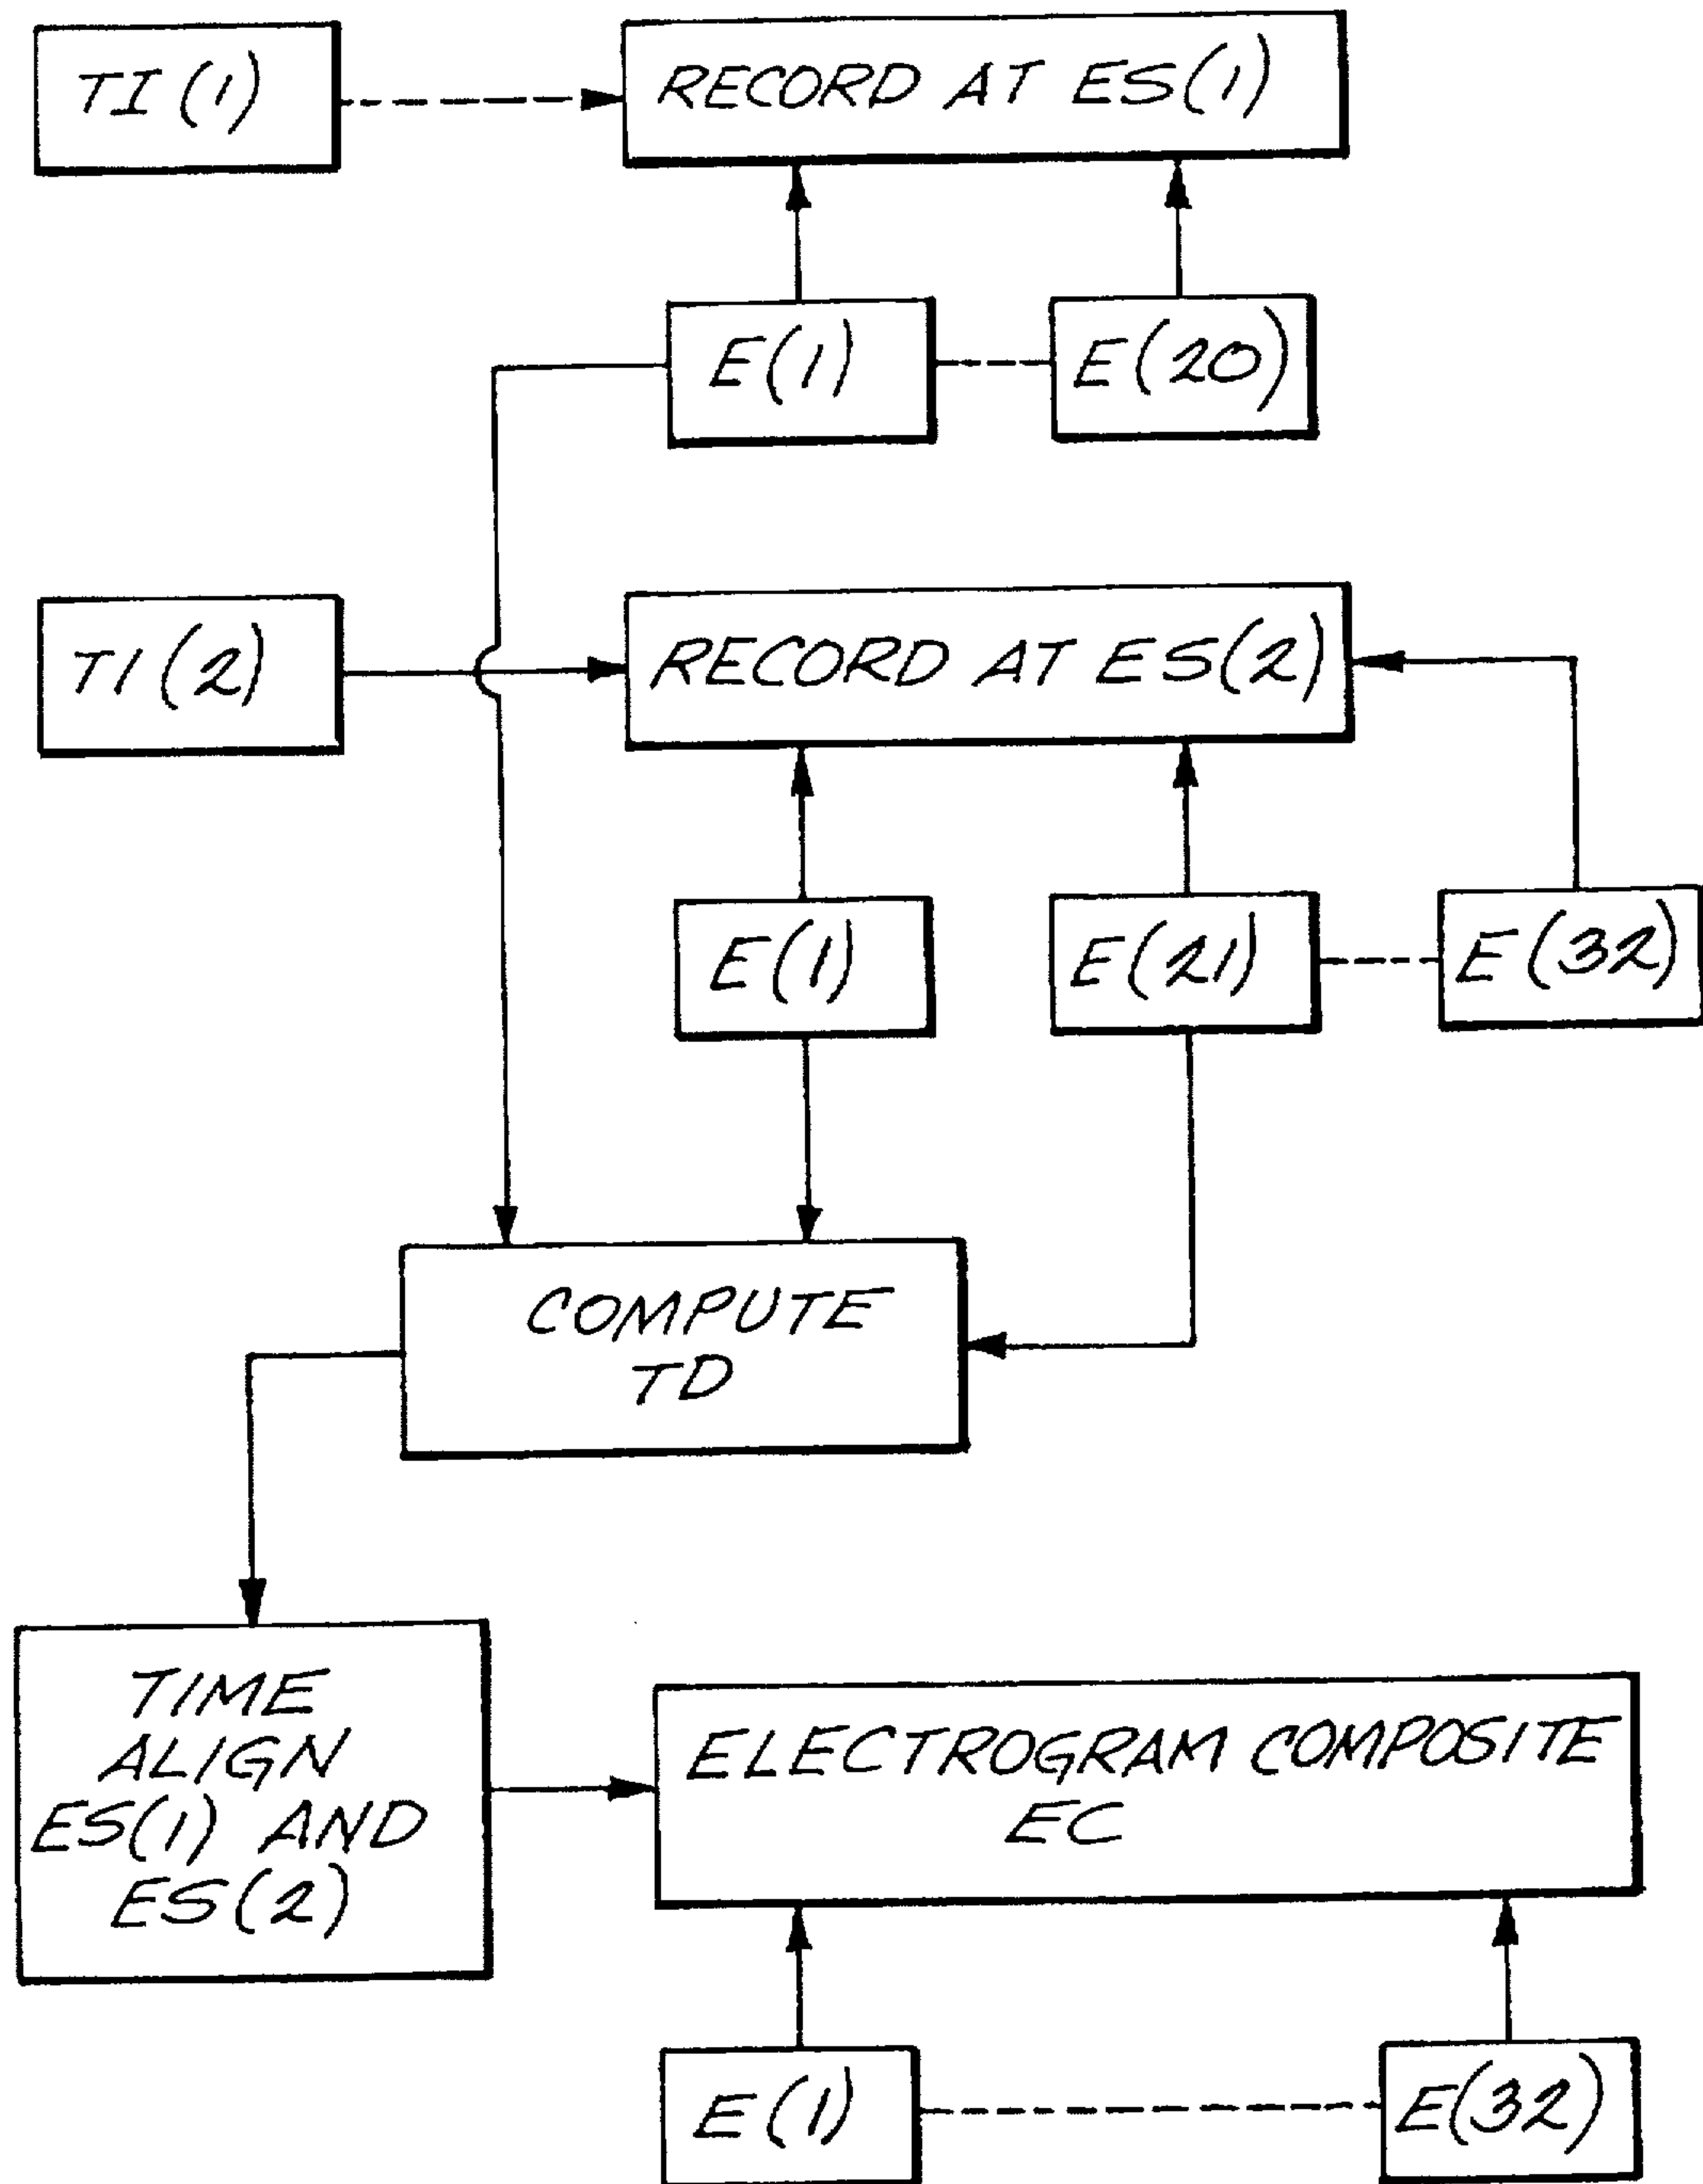 TI(1)
RECORD AT ES(1)
E(1)
E(20)
TI(2)
RECORD AT ES(2)
E(1)
E(21)
E(32)
COMPUTE
TD
TIME
ALIGN
ES(1) AND
ES(2)
ELECTROGRAM COMPOSITE
EC
E(1)
E(32)